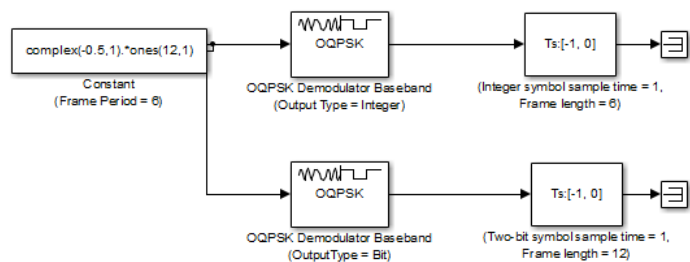 complex(-0.5,1).*ones(12,1)
Constant
(Frame Period = 6)
OQPSK
OQPSK Demodulator Baseband
(Output Type = Integer)
Ts:[-1, 0]
(Integer symbol sample time = 1,
Frame length = 6)
OQPSK
OQPSK Demodulator Baseband
(OutputType = Bit)
Ts:[-1, 0]
(Two-bit symbol sample time = 1,
Frame length = 12)